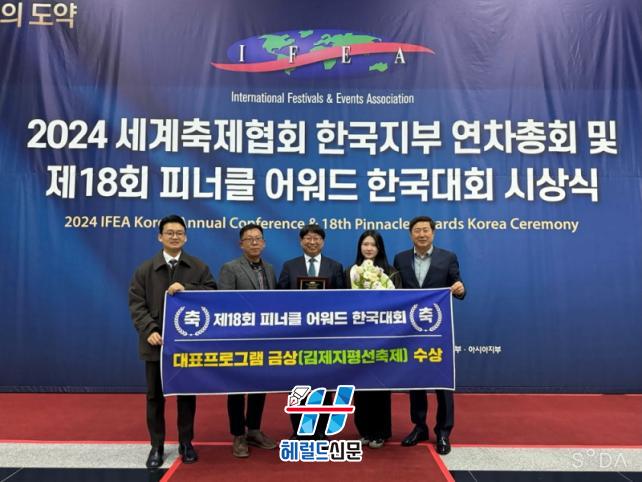 의 도약
IFEA
International Festivals & Events Association
2024 세계축제협회 한국지부 연차총회 및
제18회 피너클 어워드 한국대회 시상식
2024 IFEA Korea Annual Conference & 18th Pinnacle Awards Korea Ceremony
축 제18회 피너클 어워드 한국대회 축
대표프로그램 금상(김제지평선축제) 수상
부 · 아시아지부
H
헤럴드신문
SODA